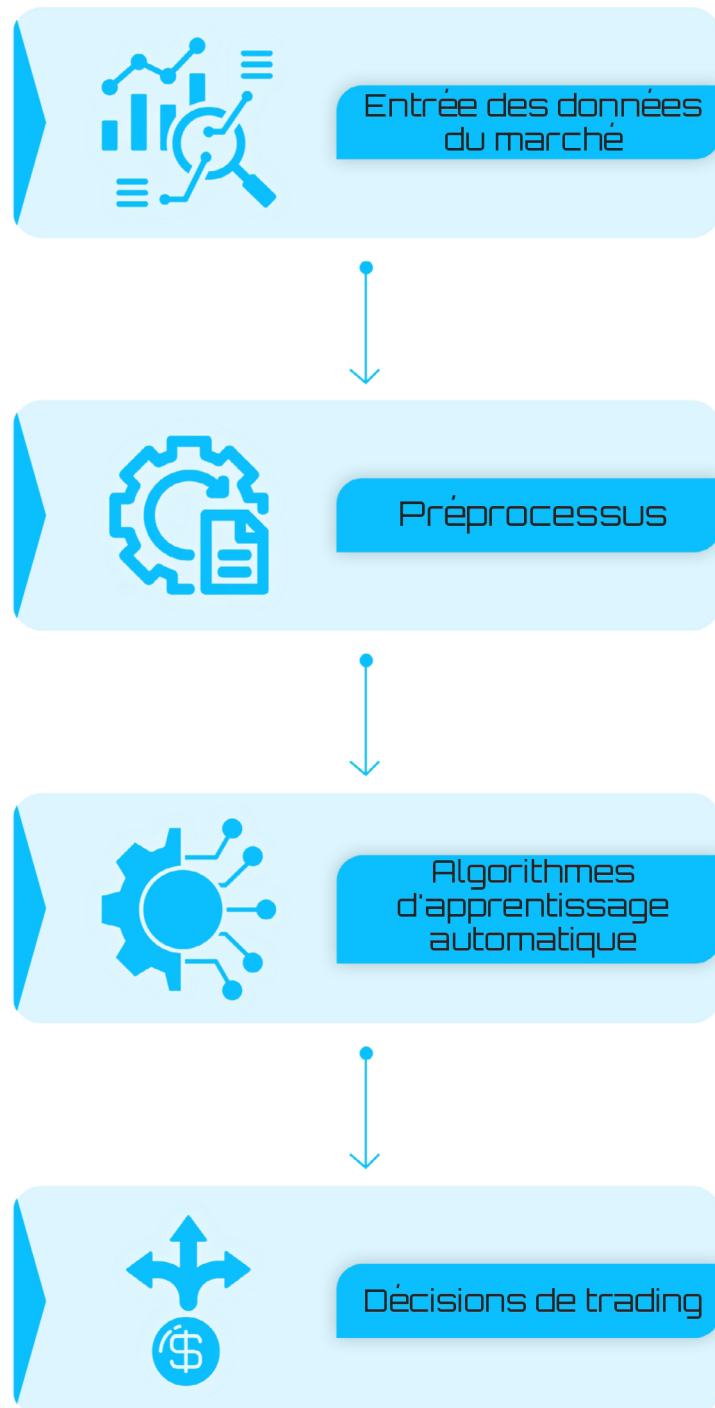 Entrée des données
du marché
Préprocessus
Algorithmes
d'apprentissage
automatique
Décisions de trading